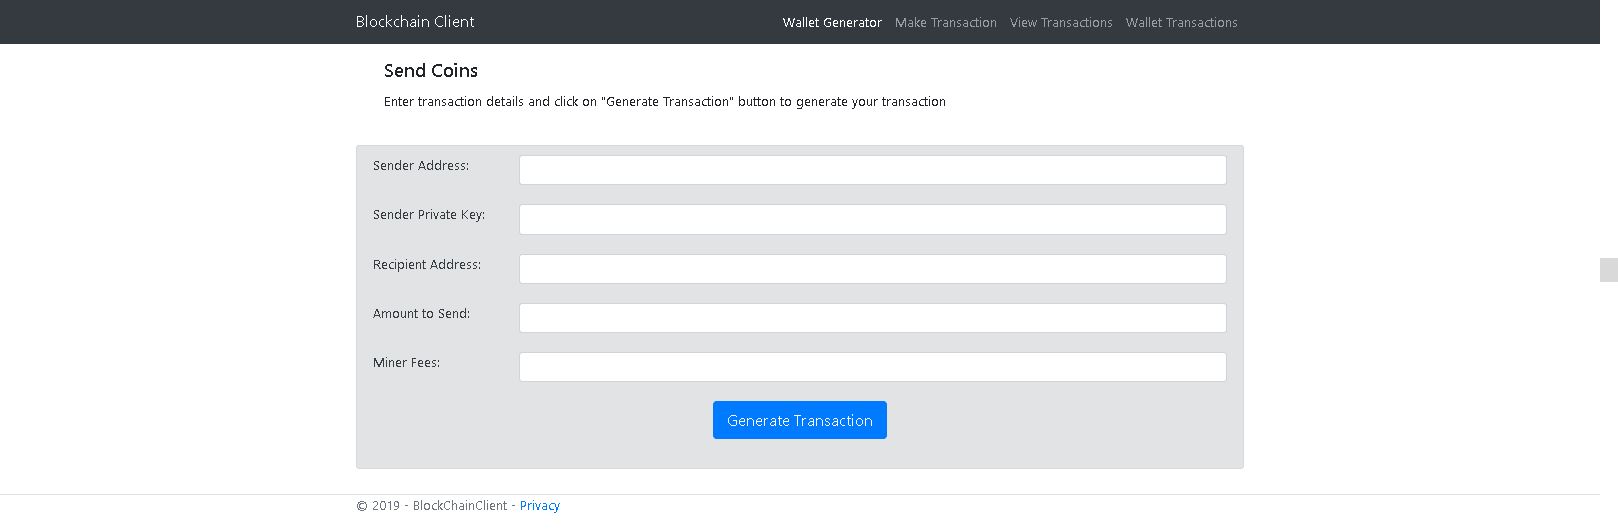 Blockchain Client Wallet Generator Make Transaction View Transactions Wallet Transactions
Send Coins
Enter transaction details and click on "Generate Transaction" button to generate your transaction
Sender Address:
Sender Private Key:
Recipient Address:
Amount to Send:
Miner Fees:
Generate Transaction
© 2019 - BlockChainClient - Privacy